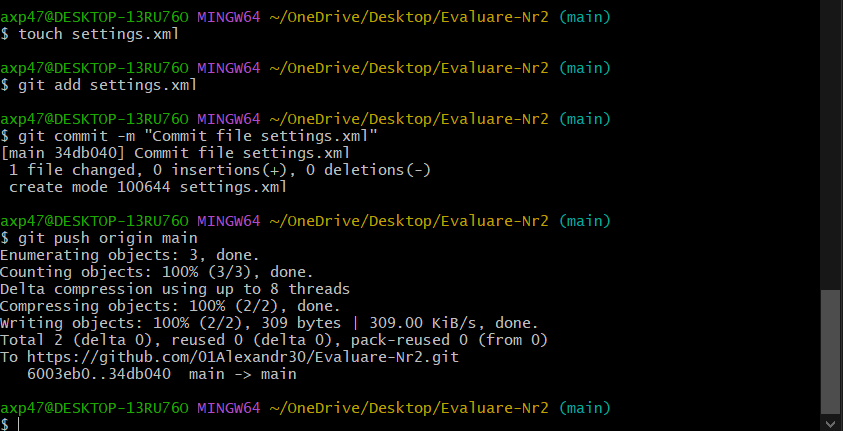 axp47@DESKTOP-13RU76O MINGW64 ~/OneDrive/Desktop/Evaluare-Nr2 (main)
$ touch settings.xml
axp47@DESKTOP-13RU76O MINGW64 ~/OneDrive/Desktop/Evaluare-Nr2 (main)
$ git add settings.xml
axp47@DESKTOP-13RU76O MINGW64 ~/OneDrive/Desktop/Evaluare-Nr2 (main)
$ git commit -m "Commit file settings.xml"
[main 34db040] Commit file settings.xml
 1 file changed, 0 insertions(+), 0 deletions(-)
 create mode 100644 settings.xml
axp47@DESKTOP-13RU76O MINGW64 ~/OneDrive/Desktop/Evaluare-Nr2 (main)
$ git push origin main
Enumerating objects: 3, done.
Counting objects: 100% (3/3), done.
Delta compression using up to 8 threads
Compressing objects: 100% (2/2), done.
Writing objects: 100% (2/2), 309 bytes | 309.00 KiB/s, done.
Total 2 (delta 0), reused 0 (delta 0), pack-reused 0 (from 0)
To https://github.com/01Alexandr30/Evaluare-Nr2.git
   6003eb0..34db040  main -> main
axp47@DESKTOP-13RU76O MINGW64 ~/OneDrive/Desktop/Evaluare-Nr2 (main)
$